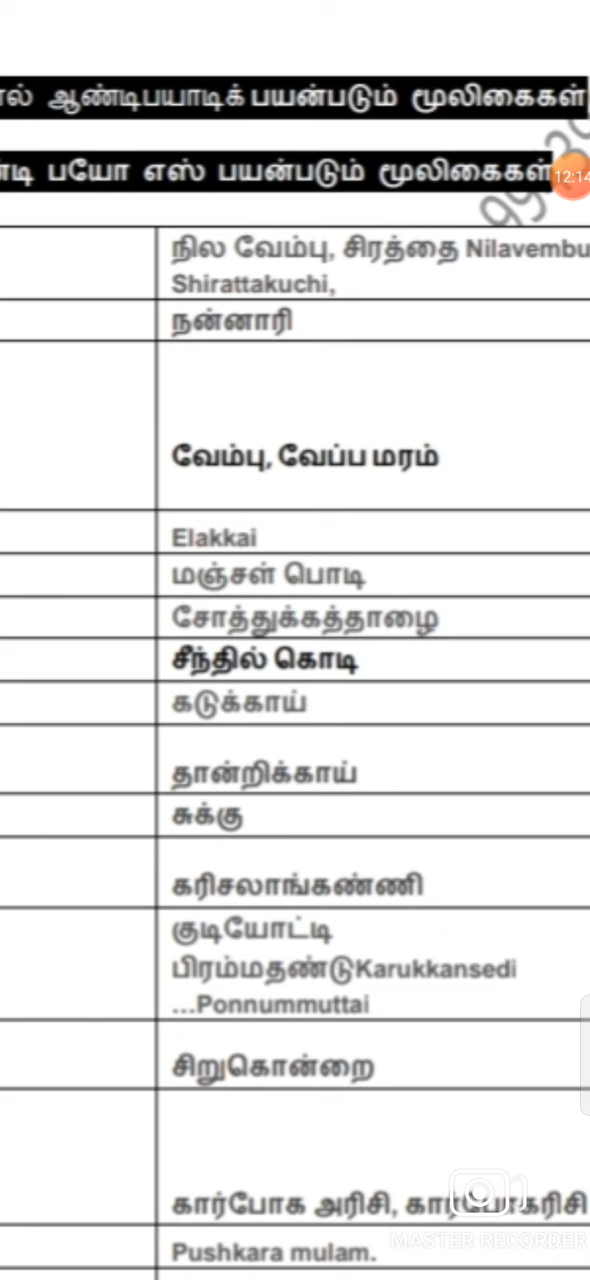 ஆண்டிபயாடிக் பயன்படும் மூலிகைகள்
பயோ எஸ் பயன்படும் மூலிகைகள்
12:14
நில வேம்பு, சிரத்தை Nilavembu
Shirattakuchi,
நன்னாரி
வேம்பு, வேப்ப மரம்
Elakkai
மஞ்சள் பொடி
சோத்துக்கத்தாழை
சீந்தில் கொடி
கடுக்காய்
தான்றிக்காய்
சுக்கு
கரிசலாங்கண்ணி
குடியோட்டி
பிரம்மதண்டுKarukkansedi
...Ponnummuttai
சிறுகொன்றை
கார்போக அரிசி,
Pushkara mulam.
MASTER RECORDER